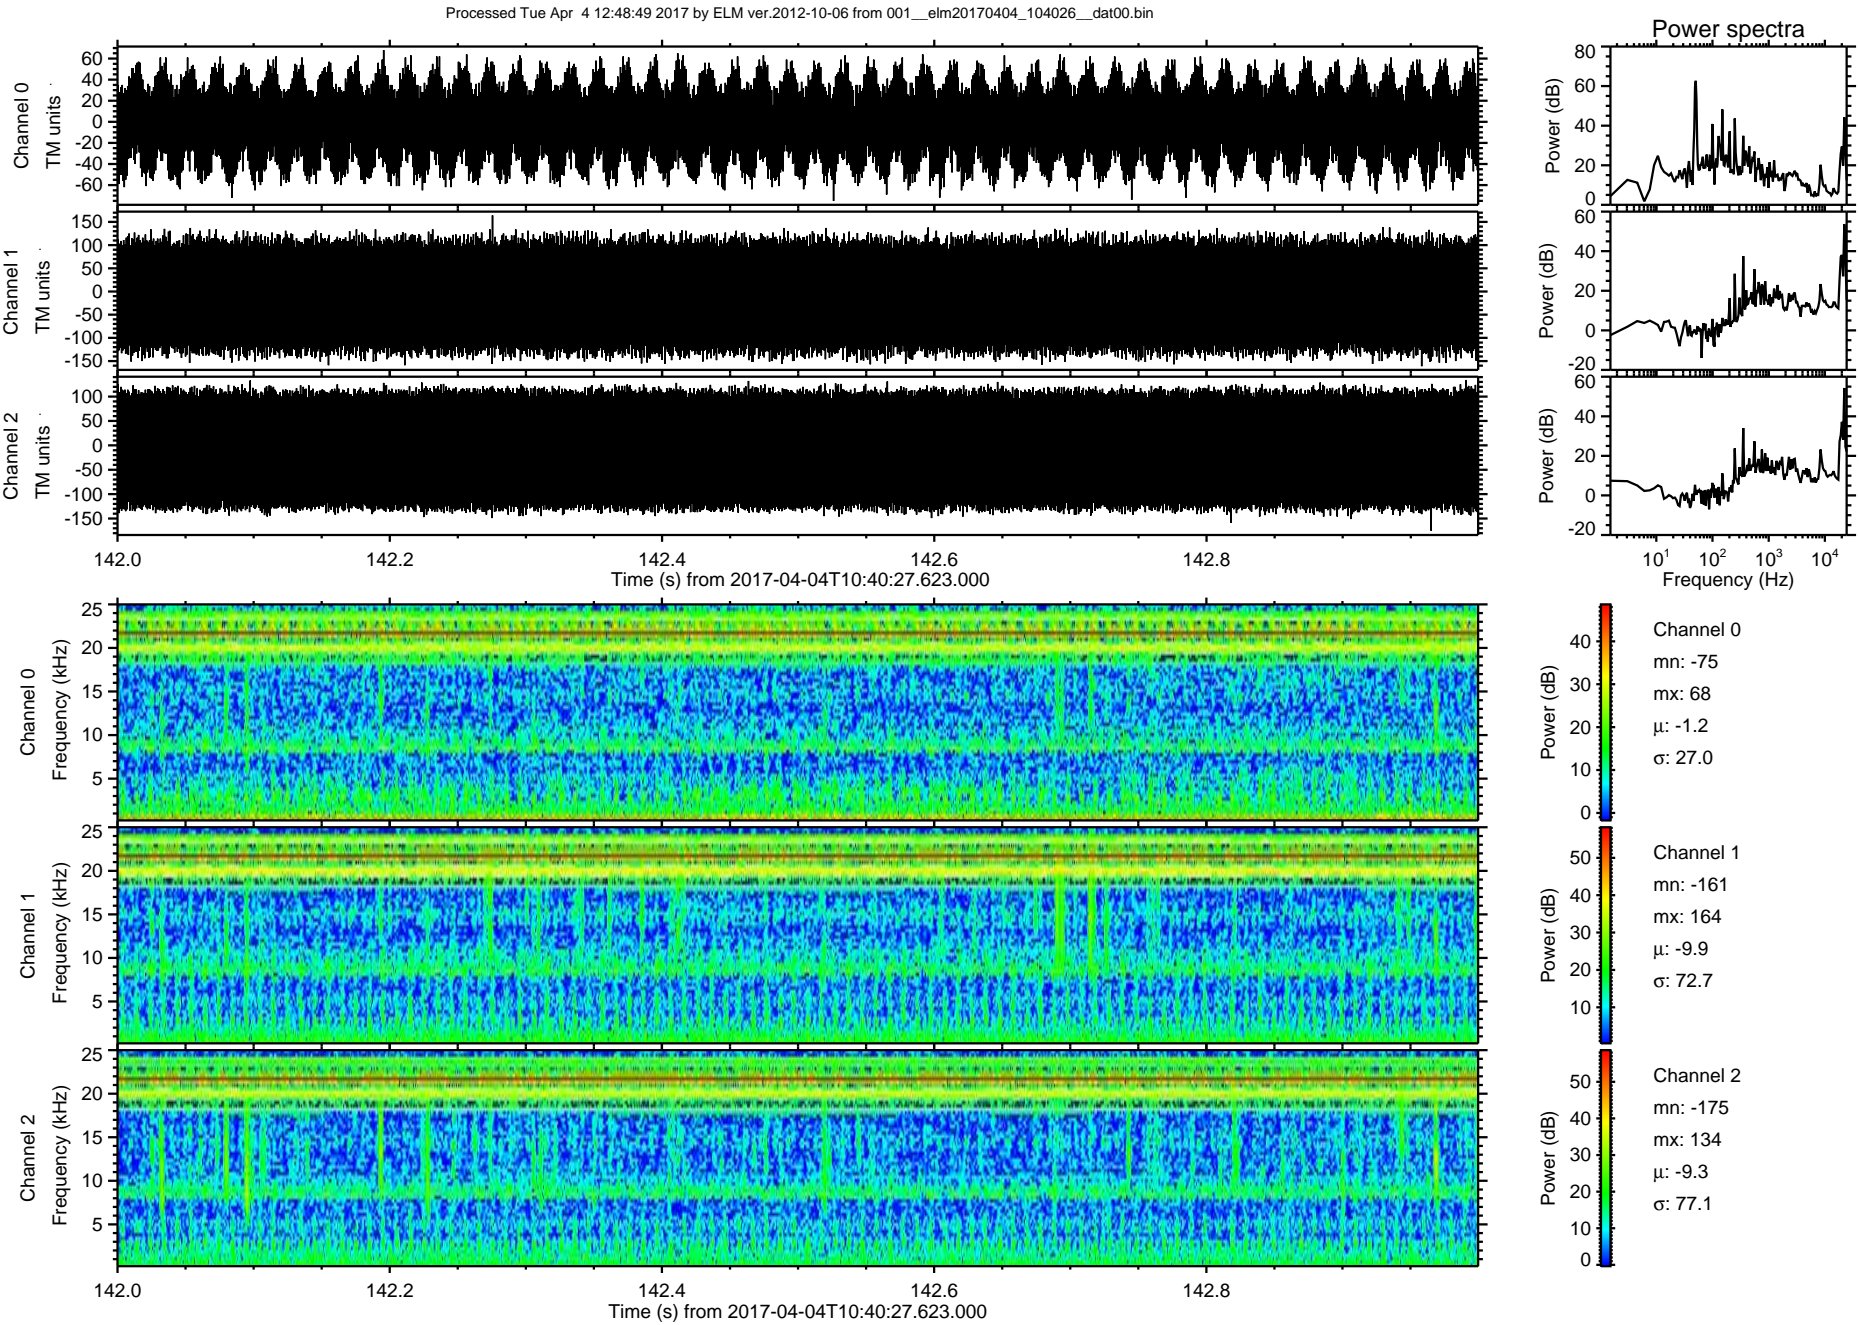 Processed Tue Apr  4 12:48:49 2017 by ELM ver.2012-10-06 from 001__elm20170404_104026__dat00.bin
Power spectra
Channel 0
TM units
60
40
20
0
-20
-40
-60
Power (dB)
80
60
40
20
0
Channel 1
TM units
150
100
50
0
-50
-100
-150
Power (dB)
60
40
20
0
-20
Channel 2
TM units
100
50
0
-50
-100
-150
Power (dB)
60
40
20
0
-20
142.0 142.2 142.4 142.6 142.8
Time (s) from 2017-04-04T10:40:27.623.000
10¹ 10² 10³ 10⁴
Frequency (Hz)
Channel 0
Frequency (kHz)
25
20
15
10
5
Power (dB)
40
30
20
10
0
Channel 0
mn: -75
mx: 68
μ: -1.2
σ: 27.0
Channel 1
Frequency (kHz)
25
20
15
10
5
Power (dB)
50
40
30
20
10
Channel 1
mn: -161
mx: 164
μ: -9.9
σ: 72.7
Channel 2
Frequency (kHz)
25
20
15
10
5
Power (dB)
50
40
30
20
10
0
Channel 2
mn: -175
mx: 134
μ: -9.3
σ: 77.1
142.0 142.2 142.4 142.6 142.8
Time (s) from 2017-04-04T10:40:27.623.000